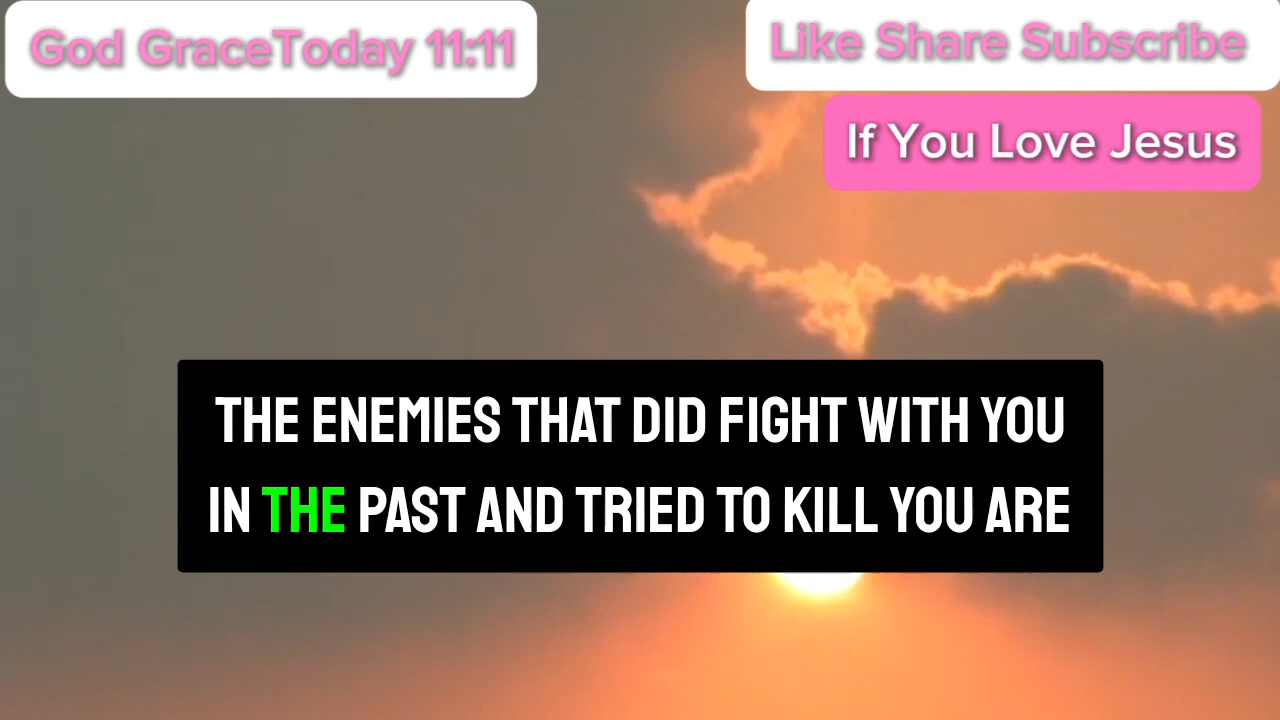 God GraceToday 11:11
Like Share Subscribe
If You Love Jesus
THE ENEMIES THAT DID FIGHT WITH YOU
IN THE PAST AND TRIED TO KILL YOU ARE